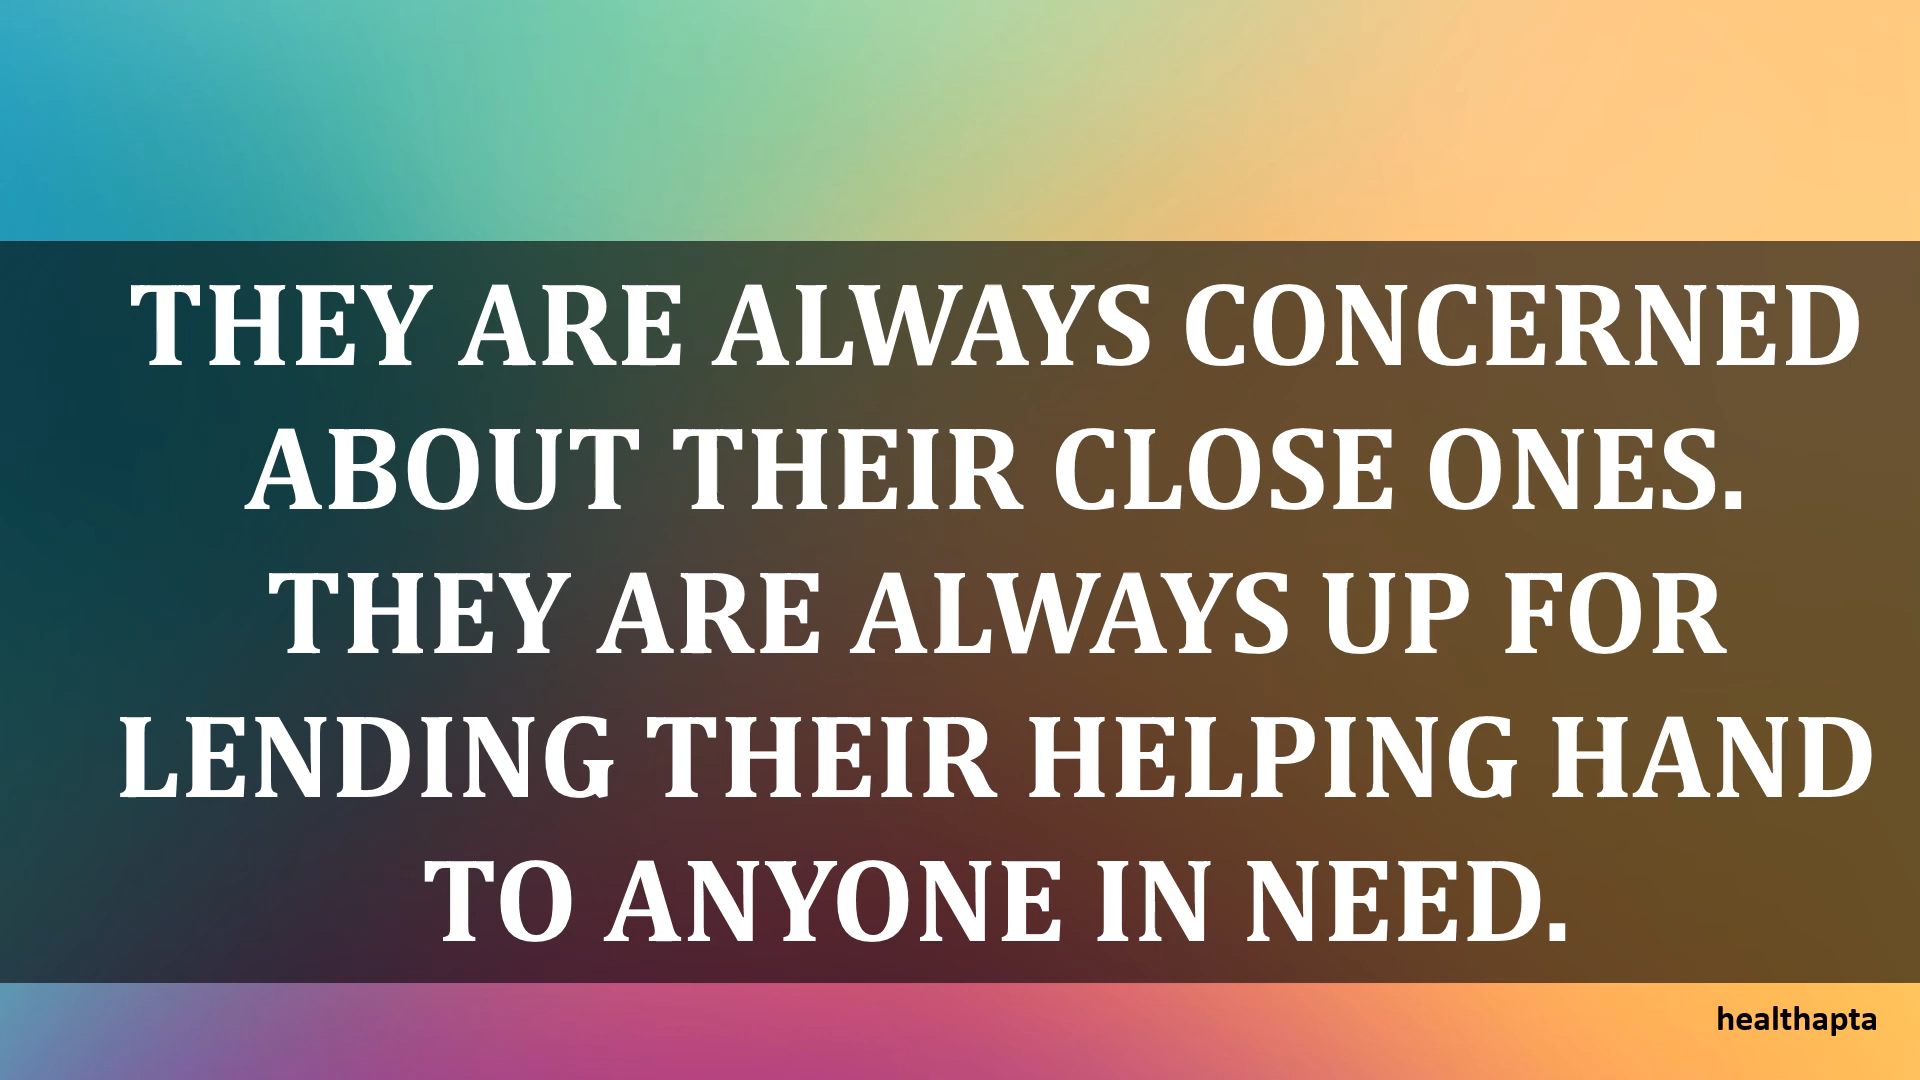 THEY ARE ALWAYS CONCERNED
ABOUT THEIR CLOSE ONES.
THEY ARE ALWAYS UP FOR
LENDING THEIR HELPING HAND
TO ANYONE IN NEED.
healthapta